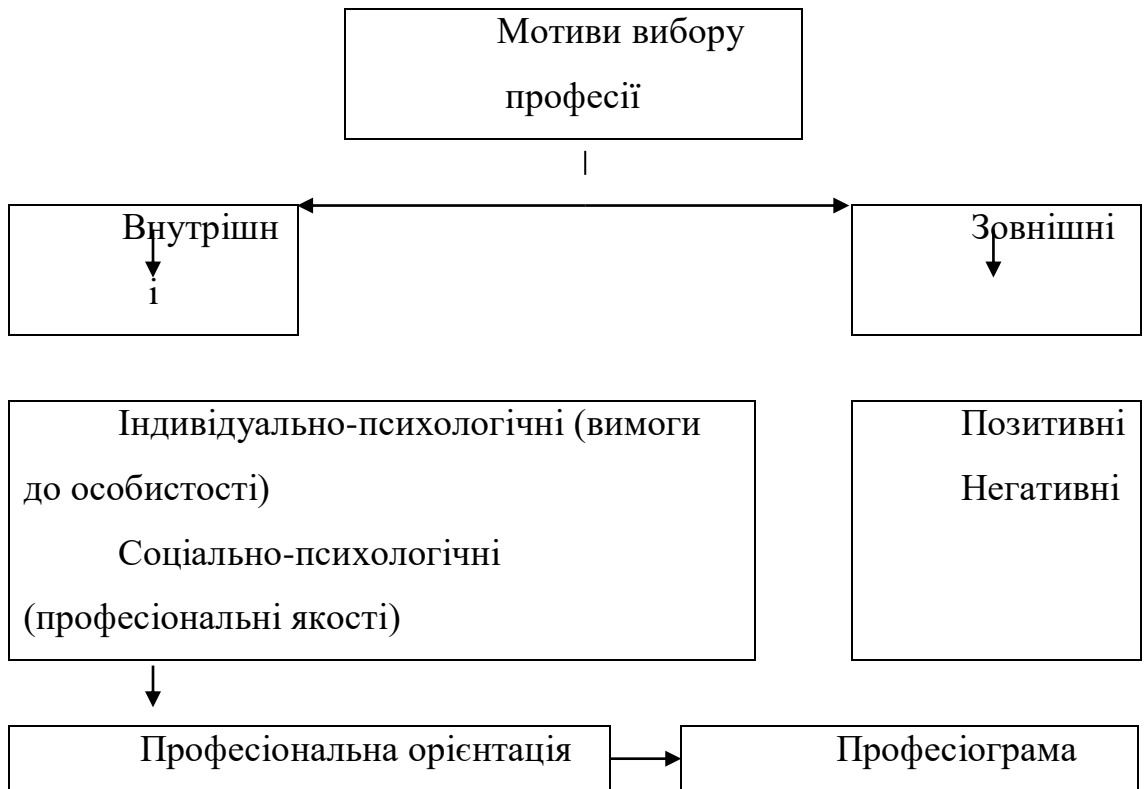 Мотиви вибору
професії
Внутрішн
і
Зовнішні
Індивідуально-психологічні (вимоги
до особистості)
Соціально-психологічні
(професіональні якості)
Позитивні
Негативні
Професіональна орієнтація
Професіограма